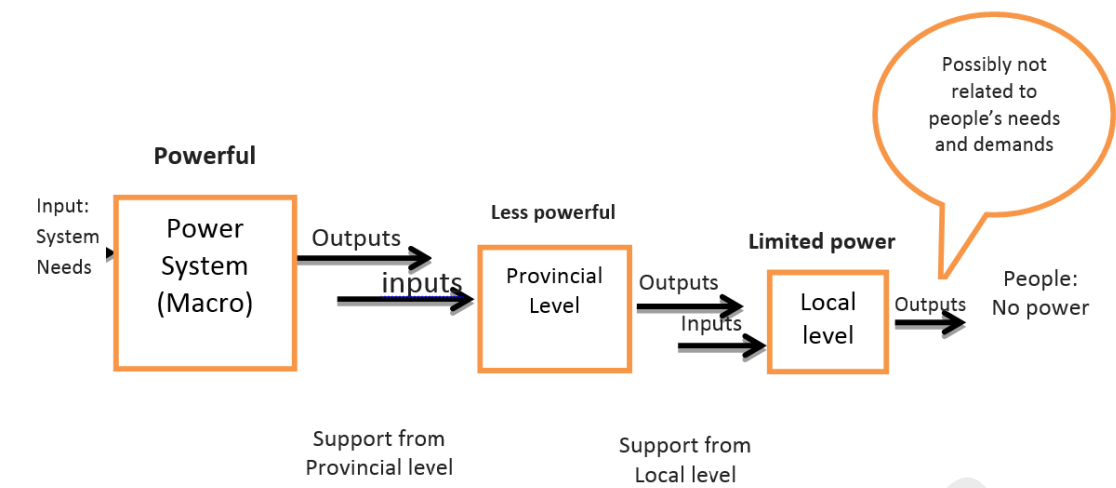 Powerful
Input:
System
Needs
Power
System
(Macro)
Outputs
inputs
Less powerful
Provincial
Level
Outputs
Inputs
Limited power
Local
level
Outputs
Possibly not
related to
people's needs
and demands
People:
No power
Support from
Provincial level
Support from
Local level